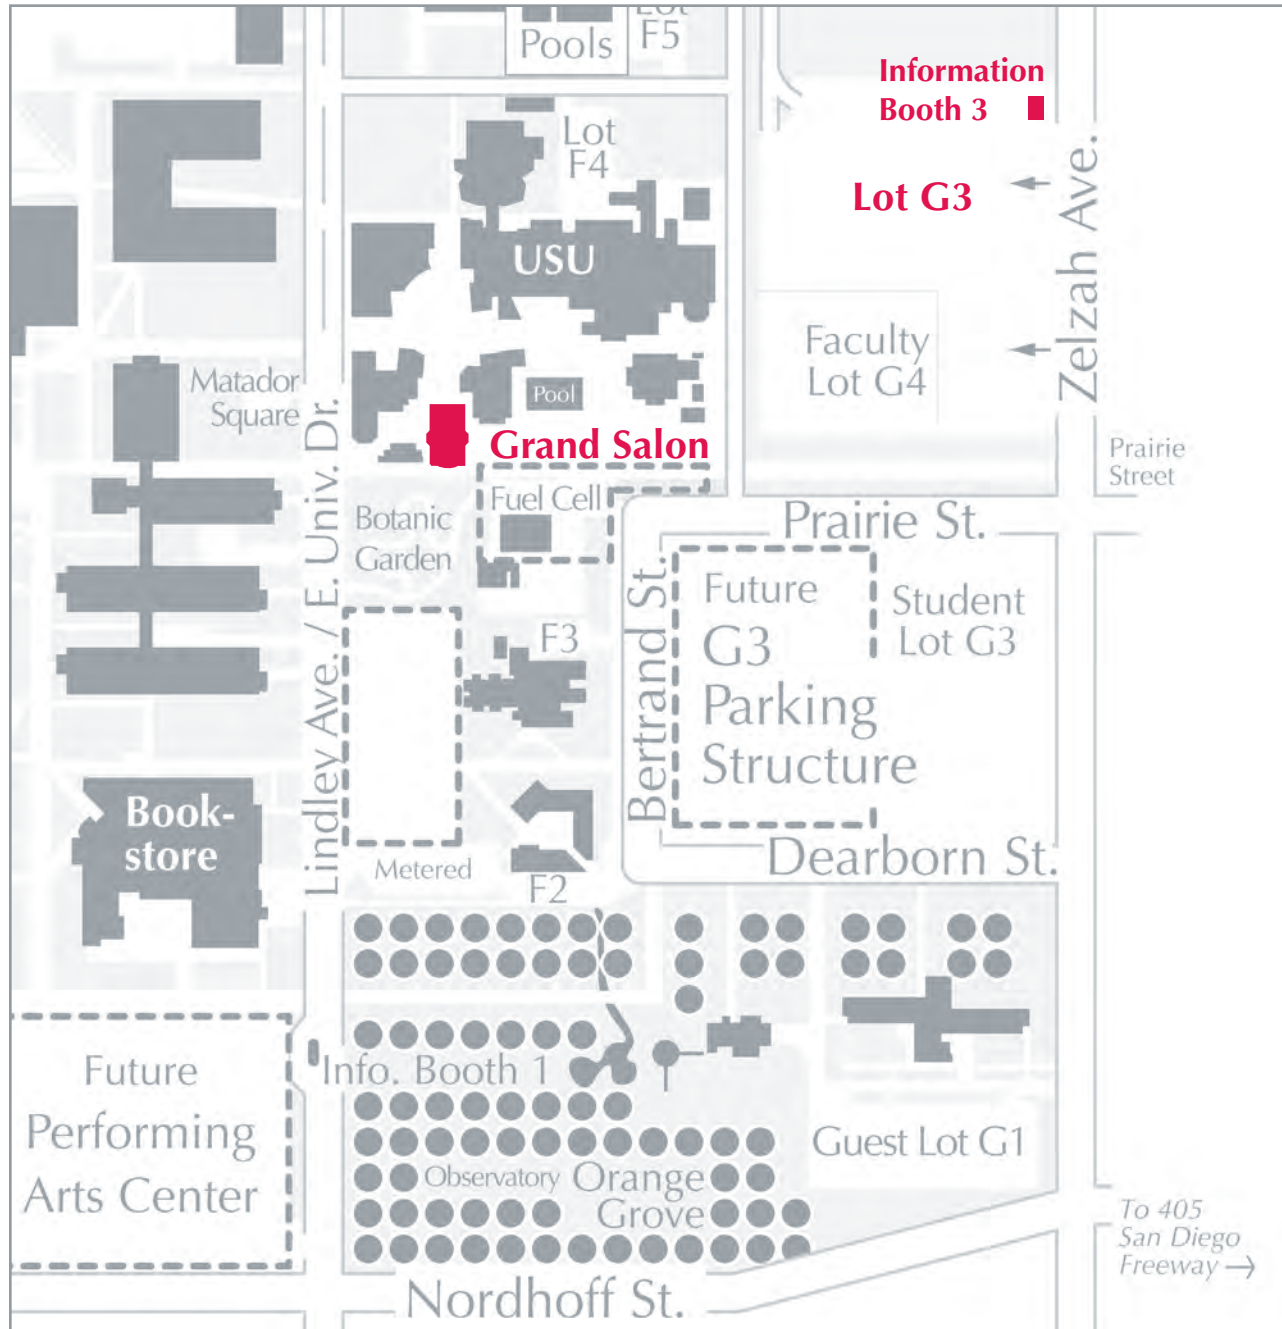 Lot
F5
Pools
Information
Booth 3
Lot
F4
Lot G3
Zelzah Ave.
USU
Faculty
Lot G4
Matador
Square
Pool
Grand Salon
Prairie
Street
Fuel Cell
Botanic
Garden
Prairie St.
Lindley Ave. / E. Univ. Dr.
Bertrand St.
Future
G3
Parking
Structure
Student
Lot G3
F3
Book-
store
Metered
F2
Dearborn St.
Info. Booth 1
Future
Performing
Arts Center
Guest Lot G1
Observatory
Orange
Grove
To 405
San Diego
Freeway →
Nordhoff St.